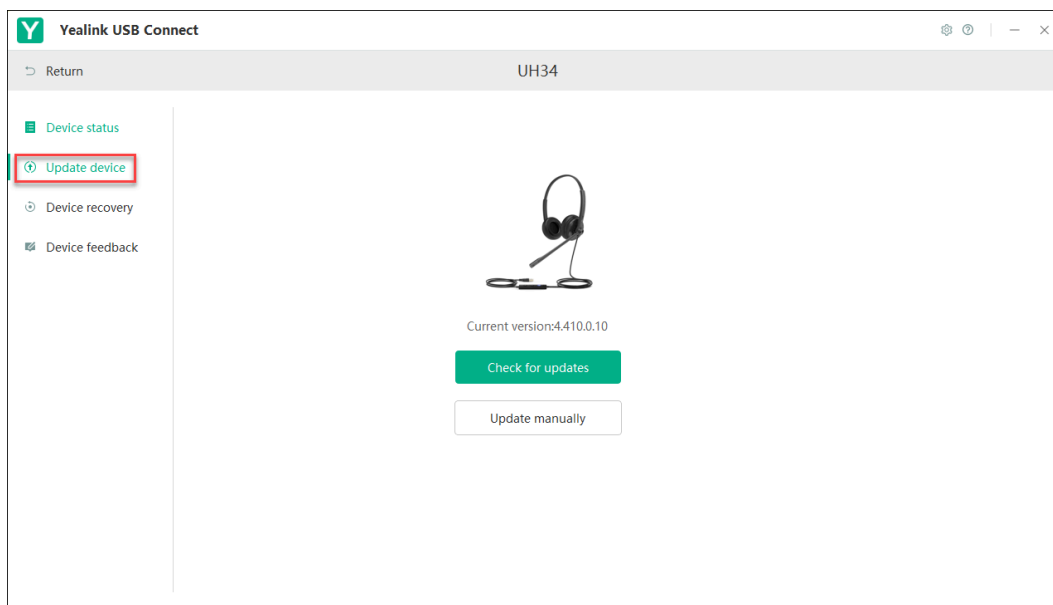 Y Yealink USB Connect
Return
UH34
Device status
Update device
Device recovery
Device feedback
Current version:4.410.0.10
Check for updates
Update manually